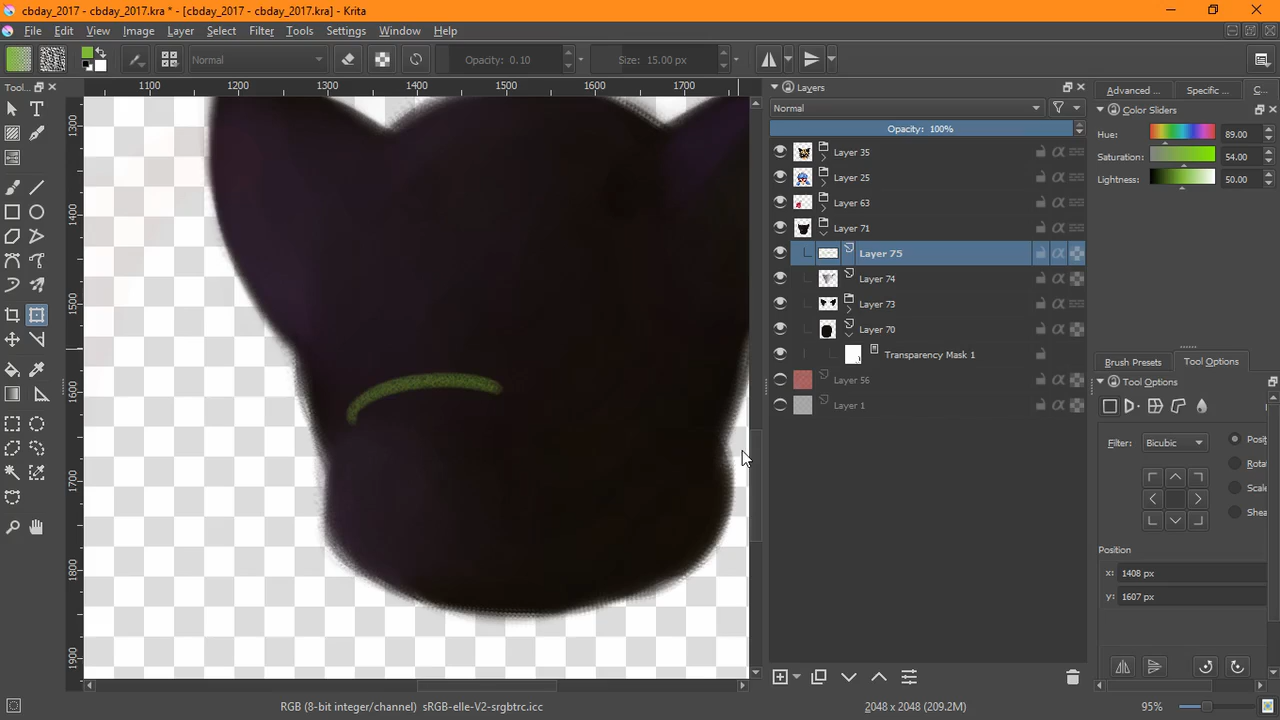 cbday_2017 - cbday_2017.kra * - [cbday_2017 - cbday_2017.kra] - Krita
File Edit View Image Layer Select Filter Tools Settings Window Help
Normal Opacity: 0.10 Size: 15.00 px
Tool...
1100 1200 1300 1400 1500 1600 1700
1300
1400
1500
1600
1700
1800
1900
Layers
Normal
Opacity: 100%
Layer 35
Layer 25
Layer 63
Layer 71
Layer 75
Layer 74
Layer 73
Layer 70
Transparency Mask 1
Layer 56
Layer 1
Advanced ... Specific ... C...
Color Sliders
Hue: 89.00
Saturation: 54.00
Lightness: 50.00
Brush Presets Tool Options
Tool Options
Filter: Bicubic
Posit
Rota
Scale
Shea
Position
x: 1408 px
y: 1607 px
RGB (8-bit integer/channel) sRGB-elle-V2-srgbtrc.icc 2048 x 2048 (209.2M) 95%